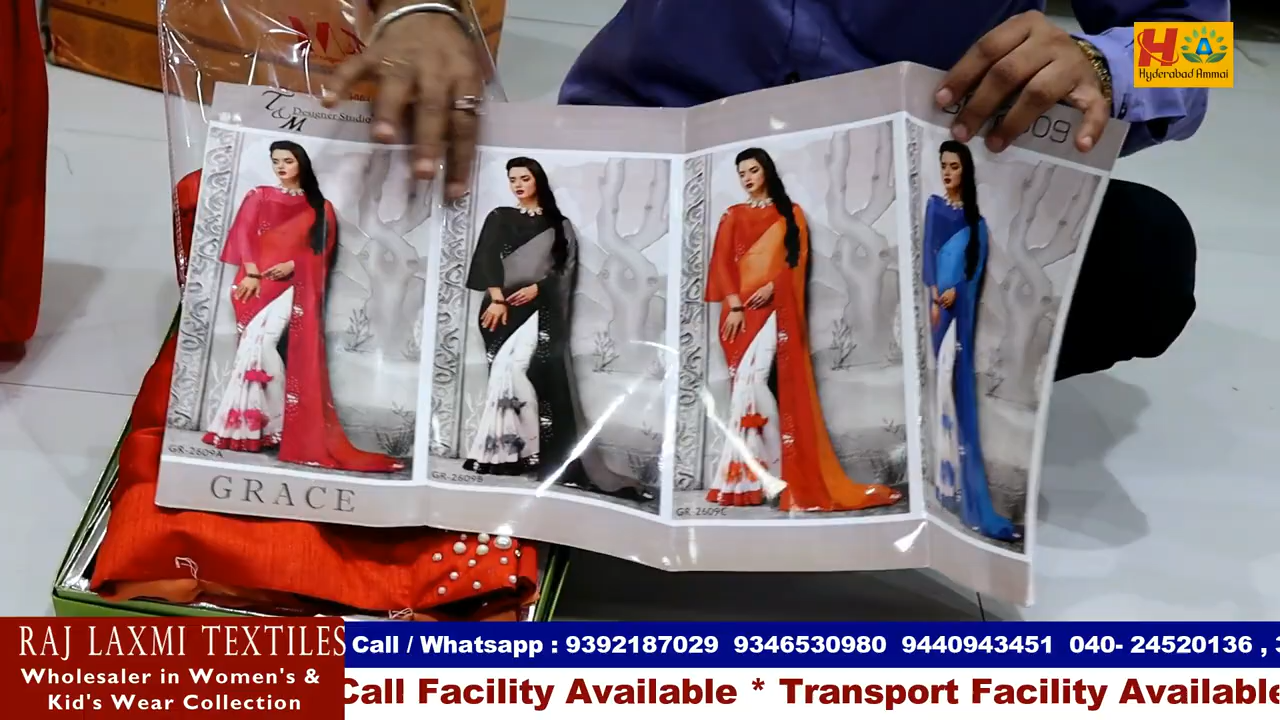 Hyderabad Ammai
T&M
Designer Studio
GR-2609A
GR-2609B
GR 2609C
GRACE
RAJ LAXMI TEXTILES
Wholesaler in Women's &
Kid's Wear Collection
Call / Whatsapp : 9392187029 9346530980 9440943451 040- 24520136 ,
Call Facility Available * Transport Facility Available